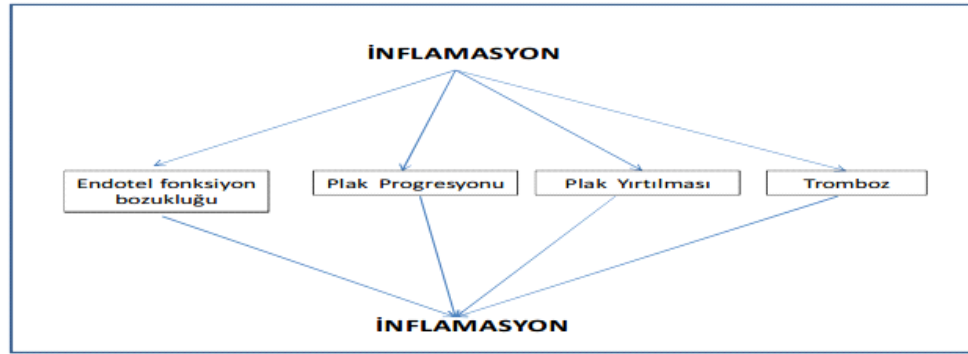 İNFLAMASYON
Endotel fonksiyon
bozukluğu
Plak Progresyonu
Plak Yırtılması
Tromboz
İNFLAMASYON